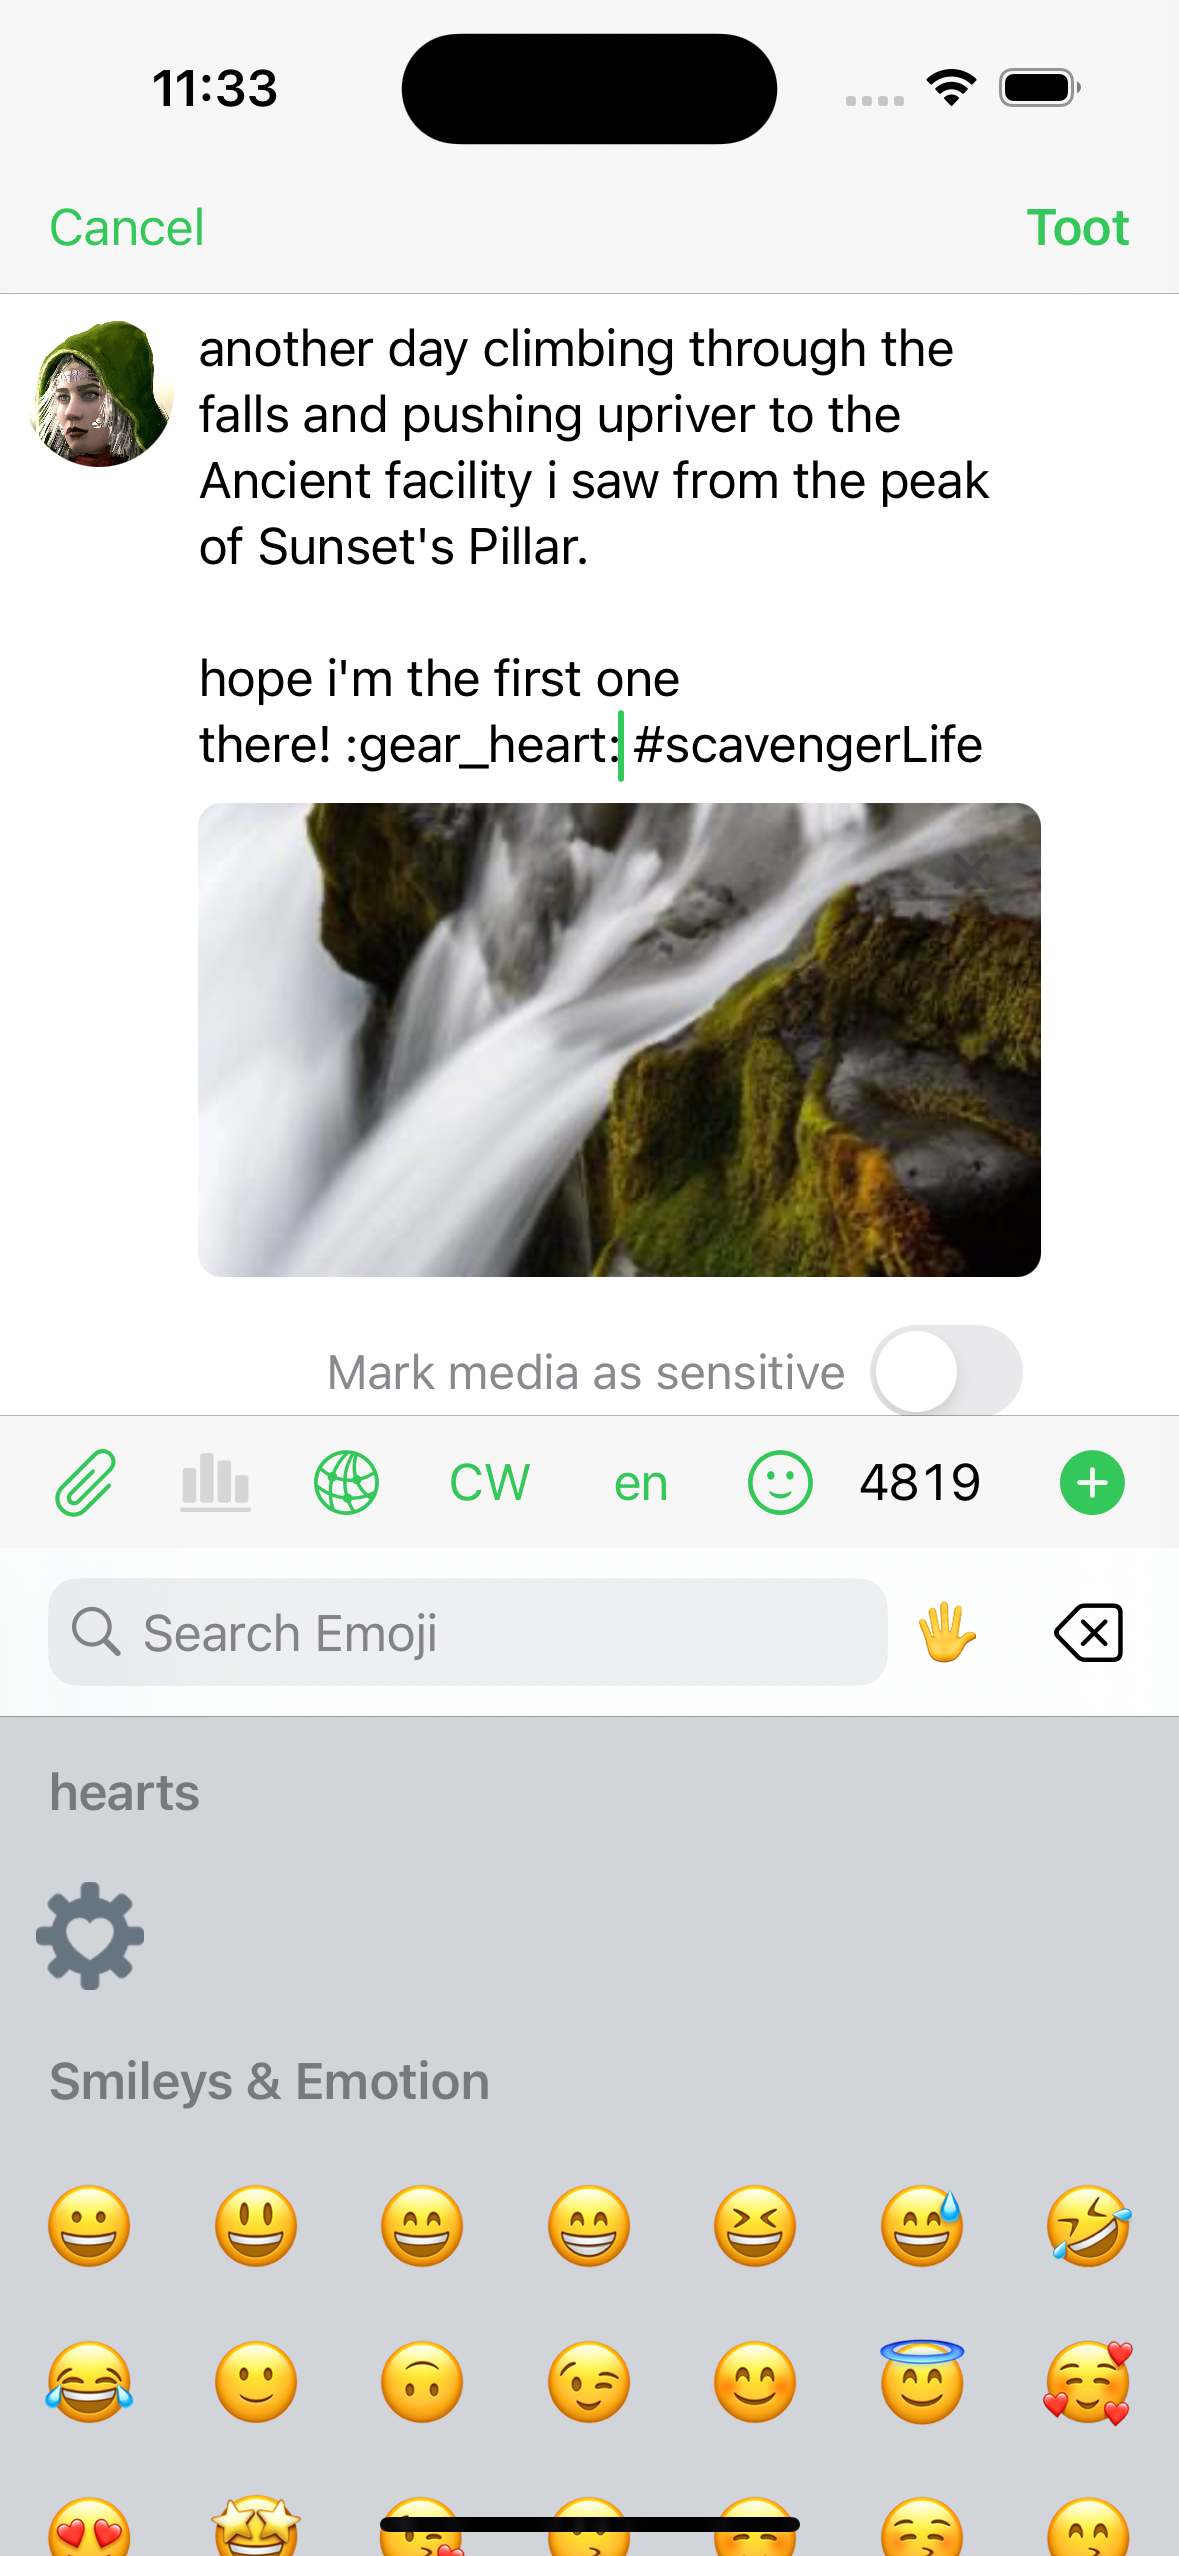 11:33
Cancel
Toot
another day climbing through the
falls and pushing upriver to the
Ancient facility i saw from the peak
of Sunset's Pillar.
hope i'm the first one
there! :gear_heart: #scavengerLife
Mark media as sensitive
CW
en
4819
Search Emoji
hearts
Smileys & Emotion